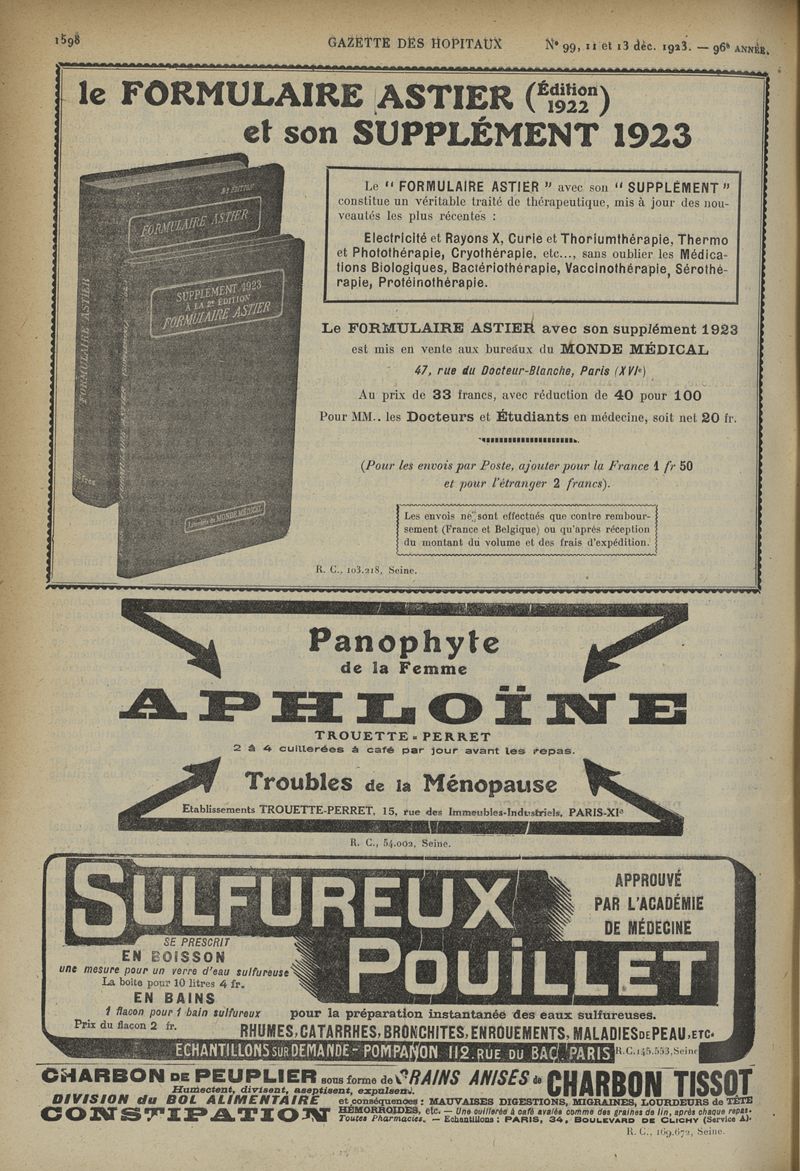 1598
GAZETTE DES HOPITAUX
N° 99, 11 et 13 déc. 1923. — 96e ANNÉE.
le FORMULAIRE ASTIER (Édition 1922)
et son SUPPLÉMENT 1923
2e ÉDITION
FORMULAIRE ASTIER
SUPPLÉMENT 1923
A LA 2e ÉDITION
FORMULAIRE ASTIER
FORMULAIRE ASTIER
Librairie du MONDE MÉDICAL
Le "FORMULAIRE ASTIER" avec son "SUPPLÉMENT"
constitue un véritable traité de thérapeutique, mis à jour des nou-
veautés les plus récentes :
Electricité et Rayons X, Curie et Thoriumthérapie, Thermo
et Photothérapie, Cryothérapie, etc..., sans oublier les Médica-
tions Biologiques, Bactériothérapie, Vaccinothérapie, Sérothé-
rapie, Protéinothérapie.
Le FORMULAIRE ASTIER avec son supplément 1923
est mis en vente aux bureaux du MONDE MÉDICAL
47, rue du Docteur-Blanche, Paris (XVIe)
Au prix de 33 francs, avec réduction de 40 pour 100
Pour MM.. les Docteurs et Étudiants en médecine, soit net 20 fr.
(Pour les envois par Poste, ajouter pour la France 1 fr 50
et pour l'étranger 2 francs).
Les envois ne sont effectués que contre rembour-
sement (France et Belgique) ou qu'après réception
du montant du volume et des frais d'expédition.
R. C., 103.218, Seine.
Panophyte
de la Femme
APHLOÏNE
TROUETTE-PERRET
2 à 4 cuillerées à café par jour avant les repas.
Troubles de la Ménopause
Etablissements TROUETTE-PERRET, 15, rue des Immeubles-Industriels, PARIS-XIe
R. C., 54.002, Seine.
SULFUREUX
POUILLET
APPROUVÉ
PAR L'ACADÉMIE
DE MÉDECINE
SE PRESCRIT
EN BOISSON
une mesure pour un verre d'eau sulfureuse
La boîte pour 10 litres 4 fr.
EN BAINS
1 flacon pour 1 bain sulfureux
Prix du flacon 2 fr.
pour la préparation instantanée des eaux sulfureuses.
RHUMES, CATARRHES, BRONCHITES, ENROUEMENTS, MALADIES DE PEAU, ETC.
ECHANTILLONS SUR DEMANDE - POMPANON 112, RUE DU BAC, PARIS R.C. 145.553, Seine
CHARBON DE PEUPLIER sous forme de GRAINS ANISÉS de CHARBON TISSOT
Humectent, divisent, aseptisent, expulsent.
DIVISION du BOL ALIMENTAIRE et conséquences : MAUVAISES DIGESTIONS, MIGRAINES, LOURDEURS de TÊTE
CONSTIPATION HÉMORROIDES, etc. — Une cuillerée à café avalée comme des graines de lin, après chaque repas.
Toutes Pharmacies. — Echantillons : PARIS, 34, BOULEVARD DE CLICHY (Service A).
R. C., 169.672, Seine.